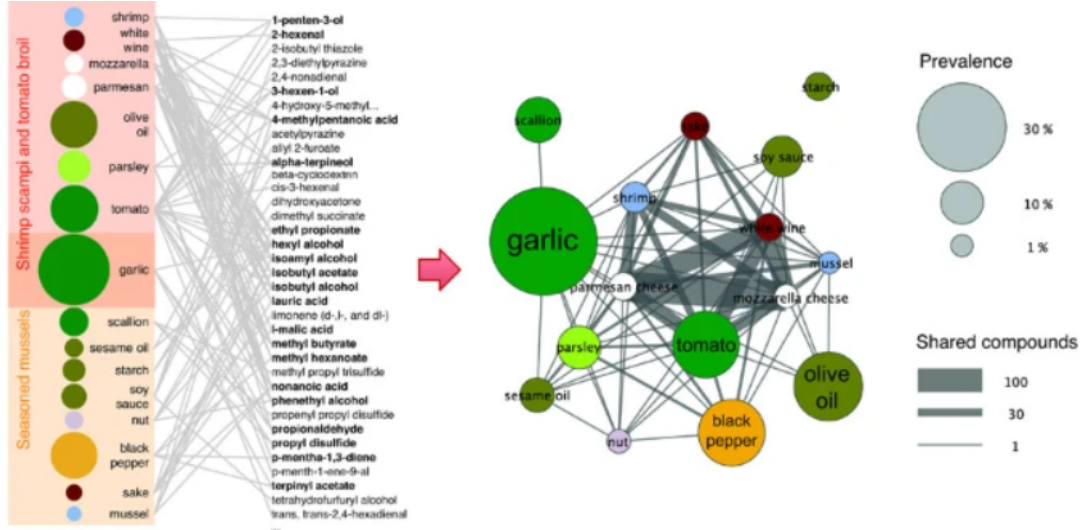 Shrimp scampi and tomato broil
Seasoned mussels
shrimp
white
wine
mozzarella
parmesan
olive
oil
parsley
tomato
garlic
scallion
sesame oil
starch
soy
sauce
nut
black
pepper
sake
mussel
1-penten-3-ol
2-hexenal
2-isobutyl thiazole
2,3-diethylpyrazine
2,4-nonadienal
3-hexen-1-ol
4-hydroxy-5-methyl...
4-methylpentanoic acid
acetylpyrazine
allyl 2-furoate
alpha-terpineol
beta-cyclodextrin
cis-3-hexenal
dihydroxyacetone
dimethyl succinate
ethyl propionate
hexyl alcohol
isoamyl alcohol
isobutyl acetate
isobutyl alcohol
lauric acid
limonene (d-,l-, and dl-)
l-malic acid
methyl butyrate
methyl hexanoate
methyl propyl trisulfide
nonanoic acid
phenethyl alcohol
propenyl propyl disulfide
propionaldehyde
propyl disulfide
p-mentha-1,3-diene
p-menth-1-ene-9-al
terpinyl acetate
tetrahydrofurfuryl alcohol
trans, trans-2,4-hexadienal
...
starch
scallion
sake
soy sauce
shrimp
garlic
white wine
mussel
parmesan cheese
mozzarella cheese
parsley
tomato
sesame oil
olive
oil
black
pepper
nut
Prevalence
30 %
10 %
1 %
Shared compounds
100
30
1